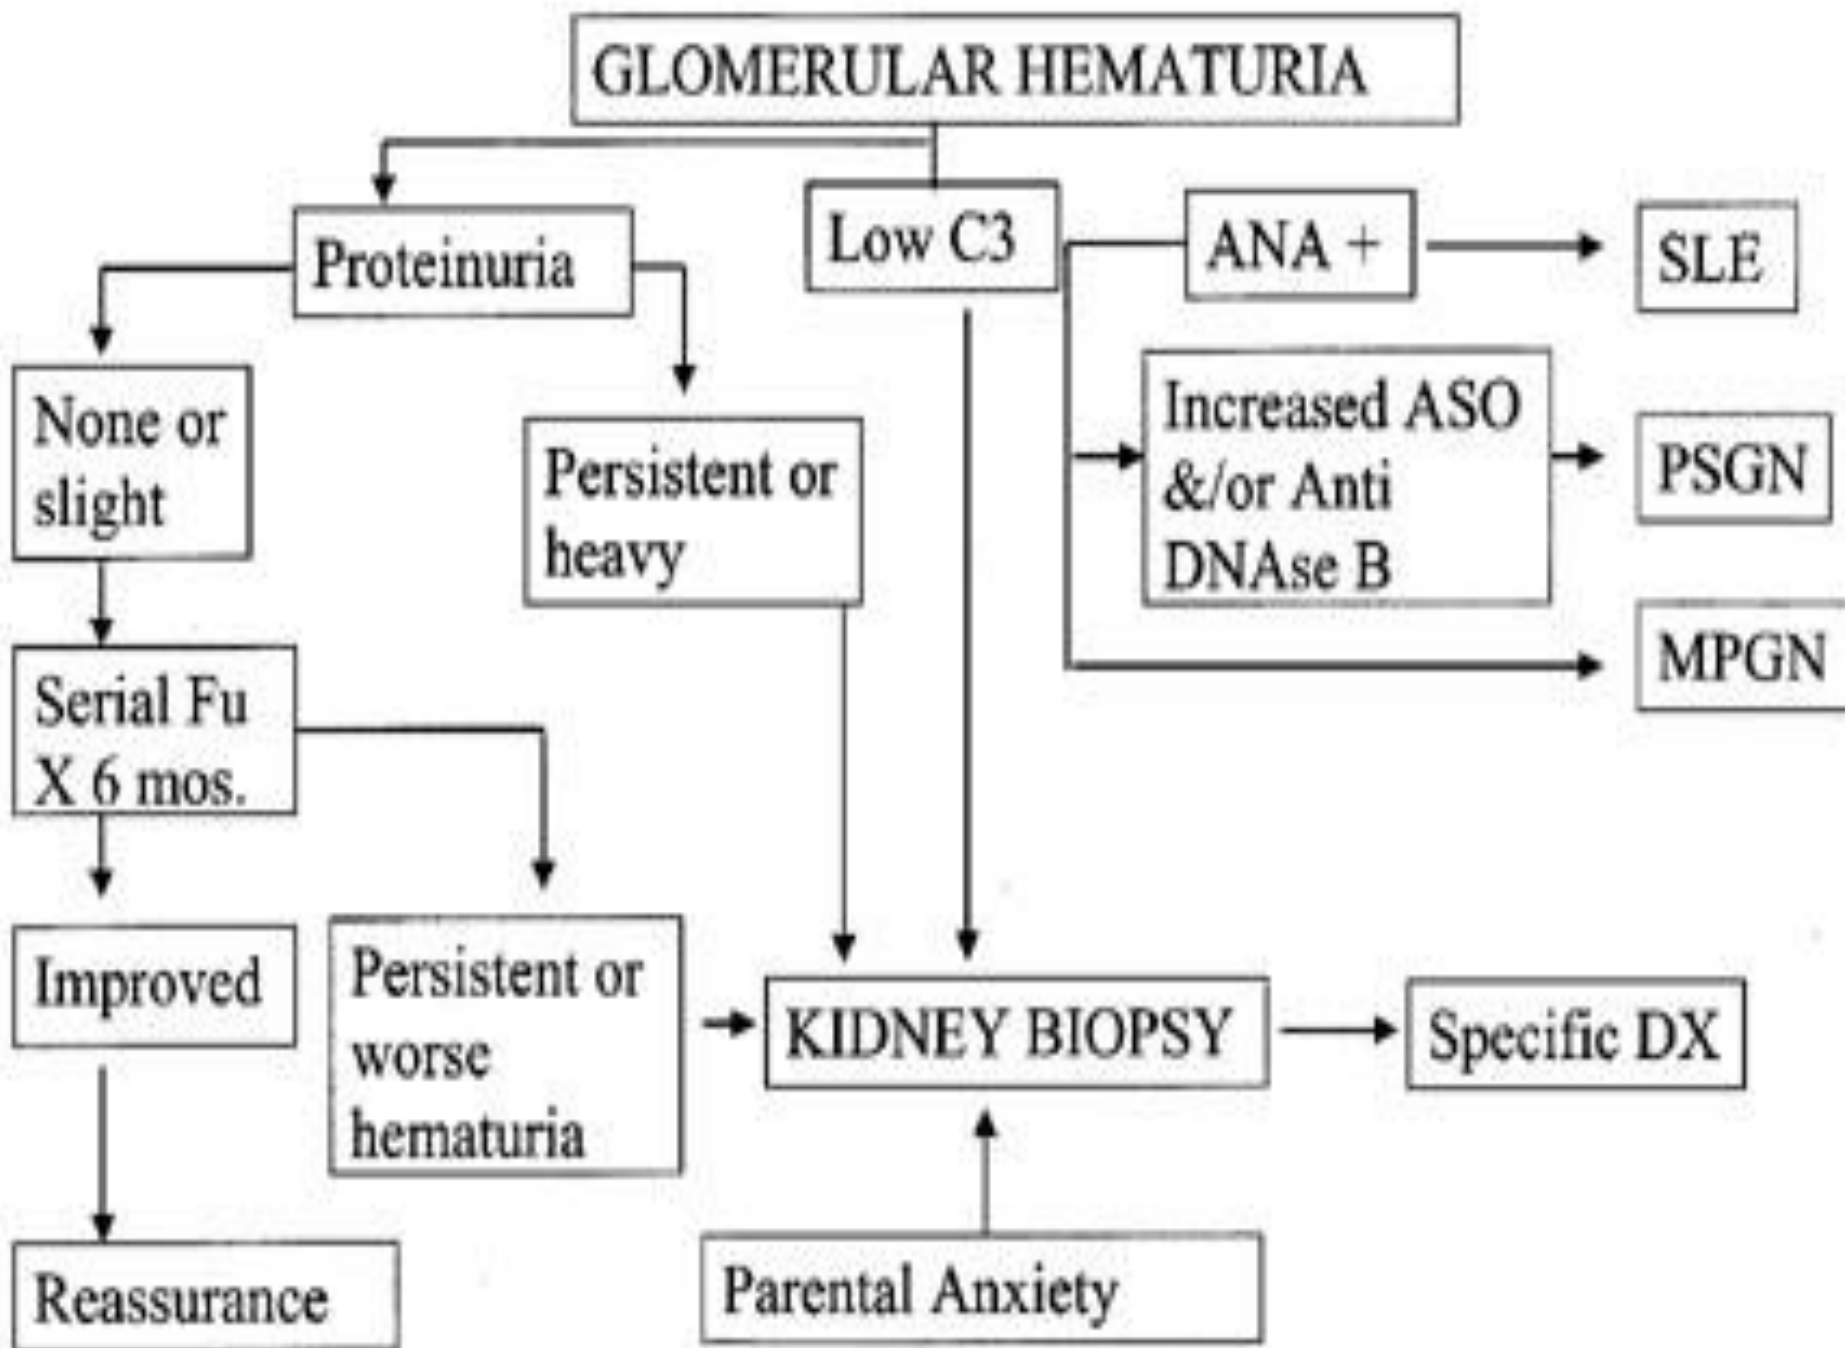 GLOMERULAR HEMATURIA
Proteinuria
Low C3
ANA +
SLE
None or
slight
Persistent or
heavy
Increased ASO
&/or Anti
DNAse B
PSGN
MPGN
Serial Fu
X 6 mos.
Improved
Persistent or
worse
hematuria
KIDNEY BIOPSY
Specific DX
Reassurance
Parental Anxiety